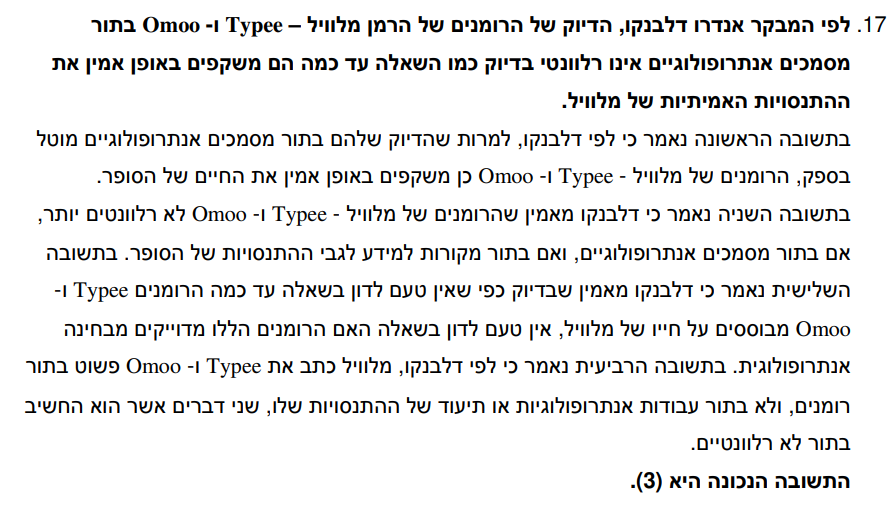 17. לפי המבקר אנדרו דלבנקו, הדיוק של הרומנים של הרמן מלוויל – Typee ו- Omoo בתור
מסמכים אנתרופולוגיים אינו רלוונטי בדיוק כמו השאלה עד כמה הם משקפים באופן אמין את
ההתנסויות האמיתיות של מלוויל.
בתשובה הראשונה נאמר כי לפי דלבנקו, למרות שהדיוק שלהם בתור מסמכים אנתרופולוגיים מוטל
בספק, הרומנים של מלוויל - Typee ו- Omoo כן משקפים באופן אמין את החיים של הסופר.
בתשובה השניה נאמר כי דלבנקו מאמין שהרומנים של מלוויל - Typee ו- Omoo לא רלוונטים יותר,
אם בתור מסמכים אנתרופולוגיים, ואם בתור מקורות למידע לגבי ההתנסויות של הסופר. בתשובה
השלישית נאמר כי דלבנקו מאמין שבדיוק כפי שאין טעם לדון בשאלה עד כמה הרומנים Typee ו-
Omoo מבוססים על חייו של מלוויל, אין טעם לדון בשאלה האם הרומנים הללו מדוייקים מבחינה
אנתרופולוגית. בתשובה הרביעית נאמר כי לפי דלבנקו, מלוויל כתב את Typee ו- Omoo פשוט בתור
רומנים, ולא בתור עבודות אנתרופולוגיות או תיעוד של ההתנסויות שלו, שני דברים אשר הוא החשיב
בתור לא רלוונטיים.
התשובה הנכונה היא (3).